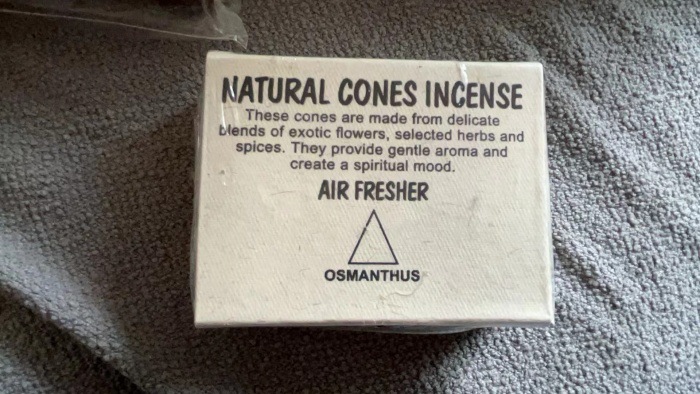 NATURAL CONES INCENSE
These cones are made from delicate
blends of exotic flowers, selected herbs and
spices. They provide gentle aroma and
create a spiritual mood.
AIR FRESHER
OSMANTHUS